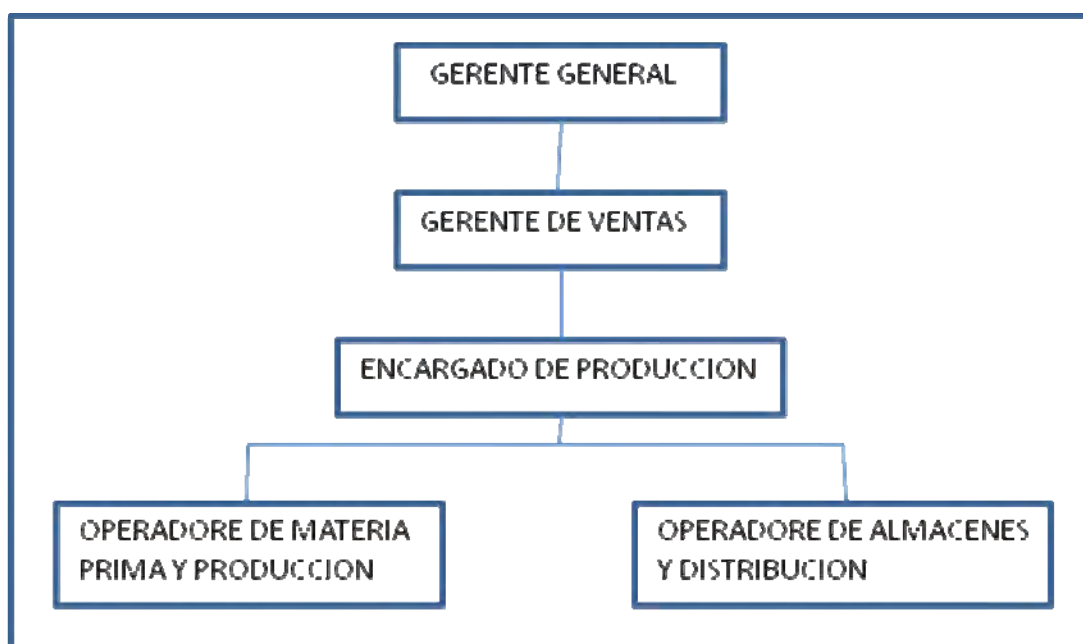 GERENTE GENERAL
GERENTE DE VENTAS
ENCARGADO DE PRODUCCION
OPERADORE DE MATERIA
PRIMA Y PRODUCCION
OPERADORE DE ALMACENES
Y DISTRIBUCION